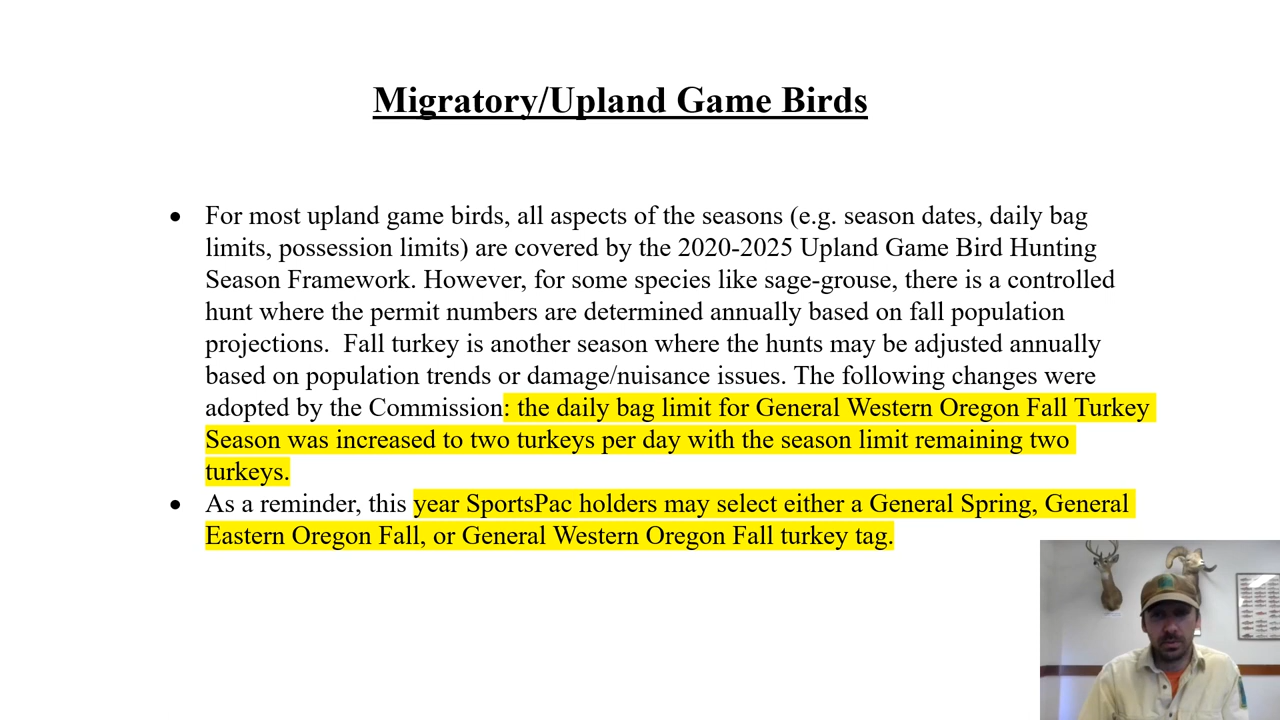 Migratory/Upland Game Birds
● For most upland game birds, all aspects of the seasons (e.g. season dates, daily bag
limits, possession limits) are covered by the 2020-2025 Upland Game Bird Hunting
Season Framework. However, for some species like sage-grouse, there is a controlled
hunt where the permit numbers are determined annually based on fall population
projections.  Fall turkey is another season where the hunts may be adjusted annually
based on population trends or damage/nuisance issues. The following changes were
adopted by the Commission: the daily bag limit for General Western Oregon Fall Turkey
Season was increased to two turkeys per day with the season limit remaining two
turkeys.
● As a reminder, this year SportsPac holders may select either a General Spring, General
Eastern Oregon Fall, or General Western Oregon Fall turkey tag.